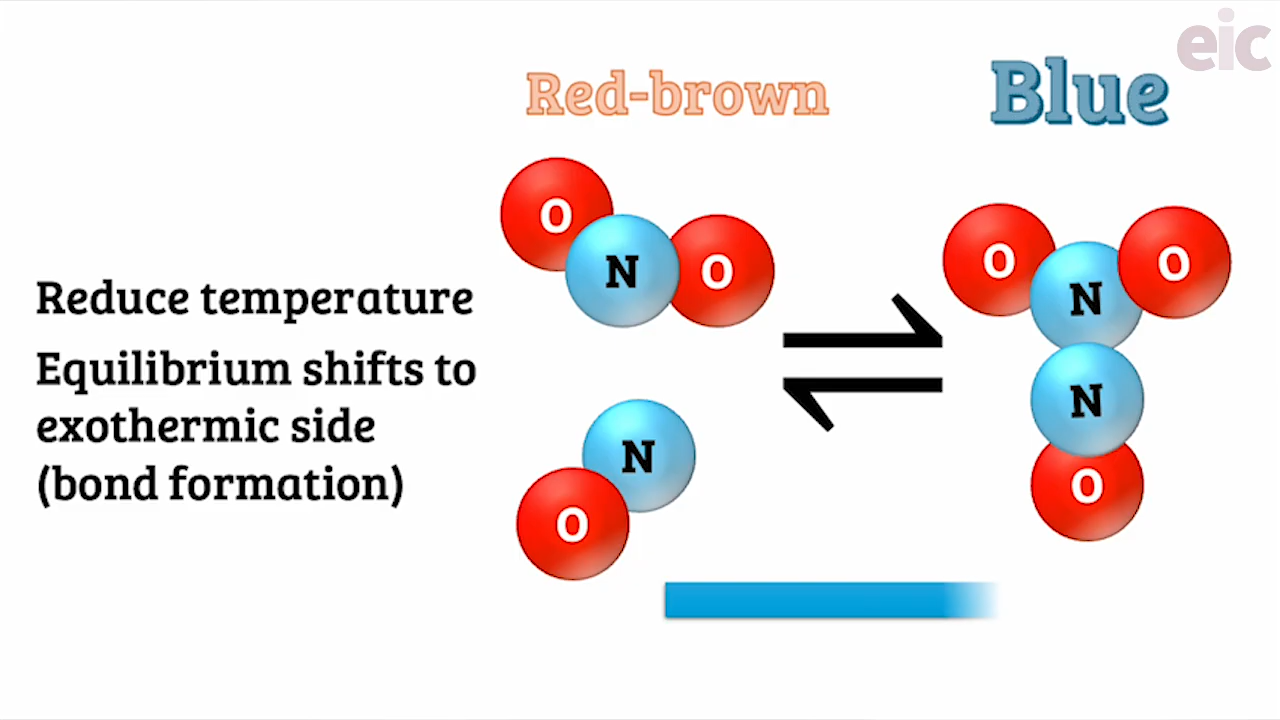 eic
Red-brown
Blue
O
N
O
O
N
O
N
O
N
O
Reduce temperature
Equilibrium shifts to
exothermic side
(bond formation)